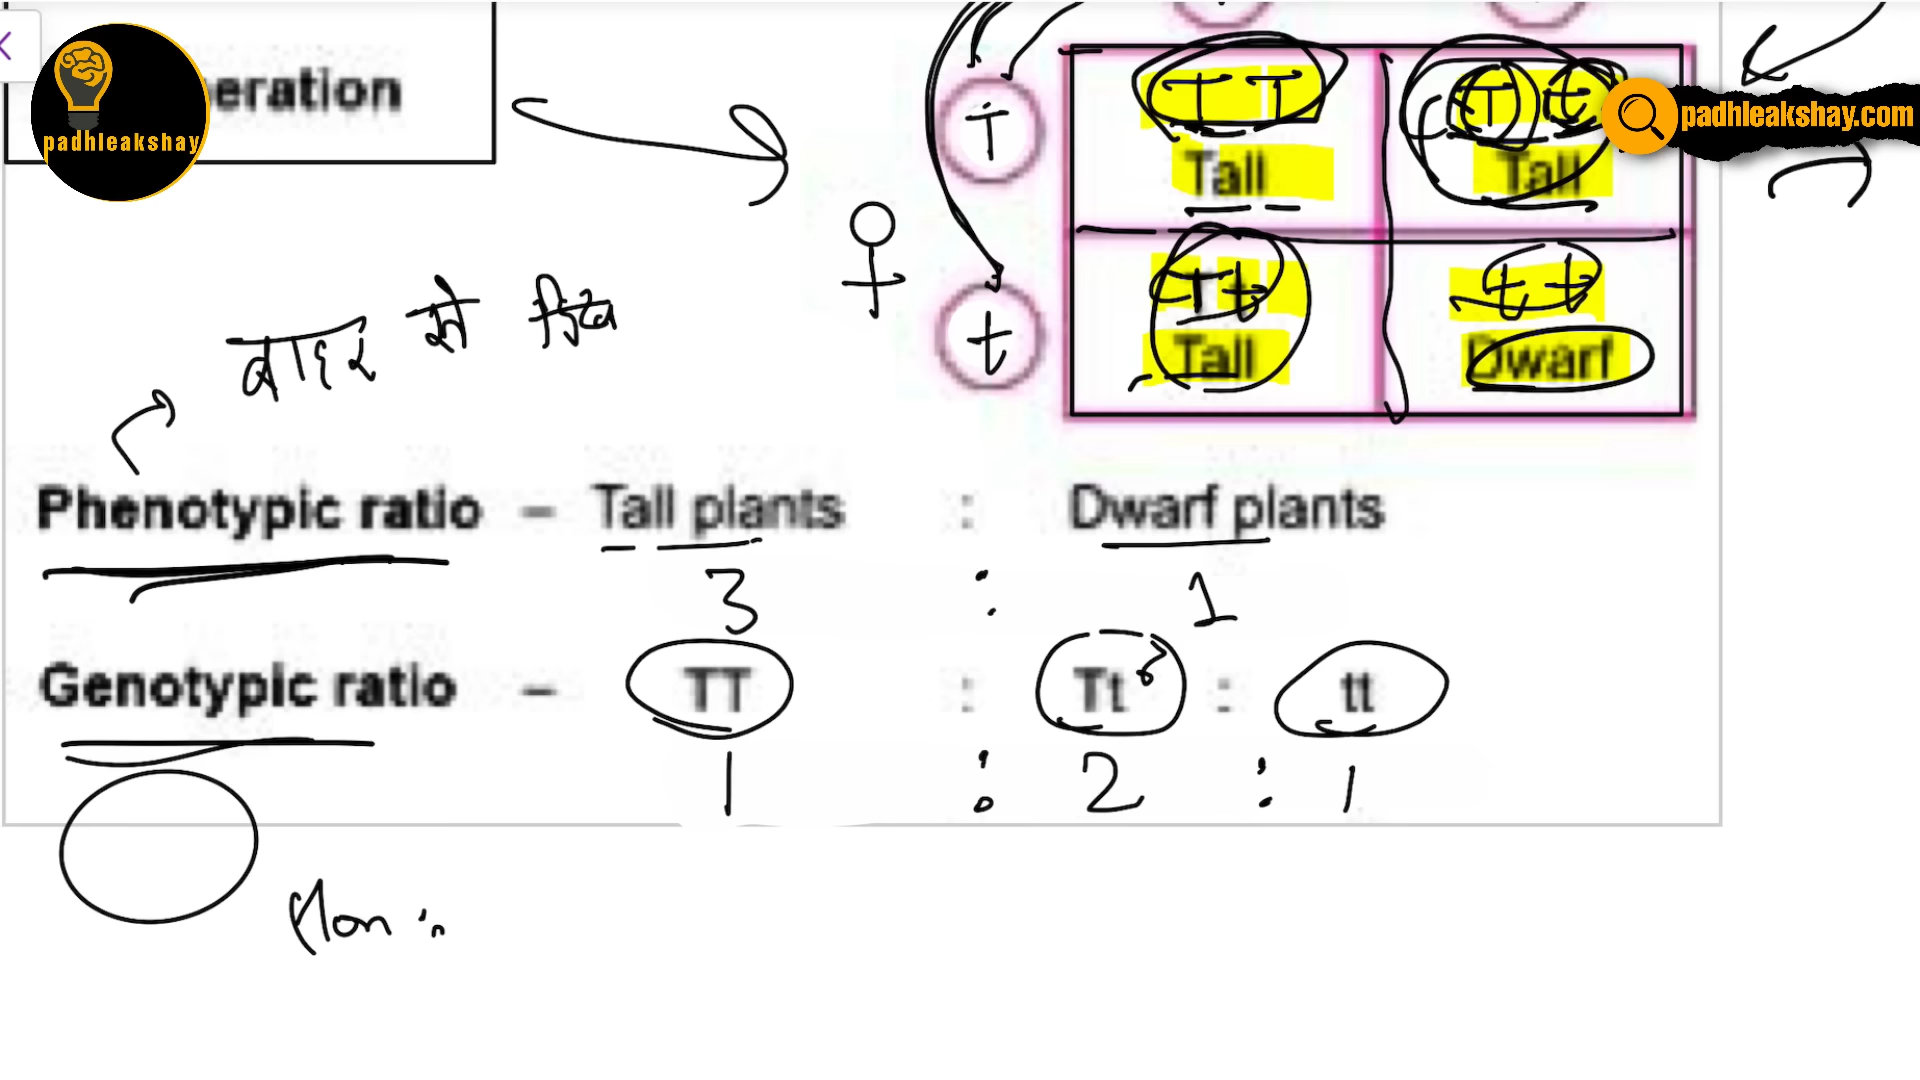 eration
padhleakshay
padhleakshay.com
T
TT
Tt
Tall
Tall
t
Tt
tt
Tall
Dwarf
बाहर से
Phenotypic ratio – Tall plants : Dwarf plants
3 : 1
Genotypic ratio – TT : Tt : tt
1 : 2 : 1